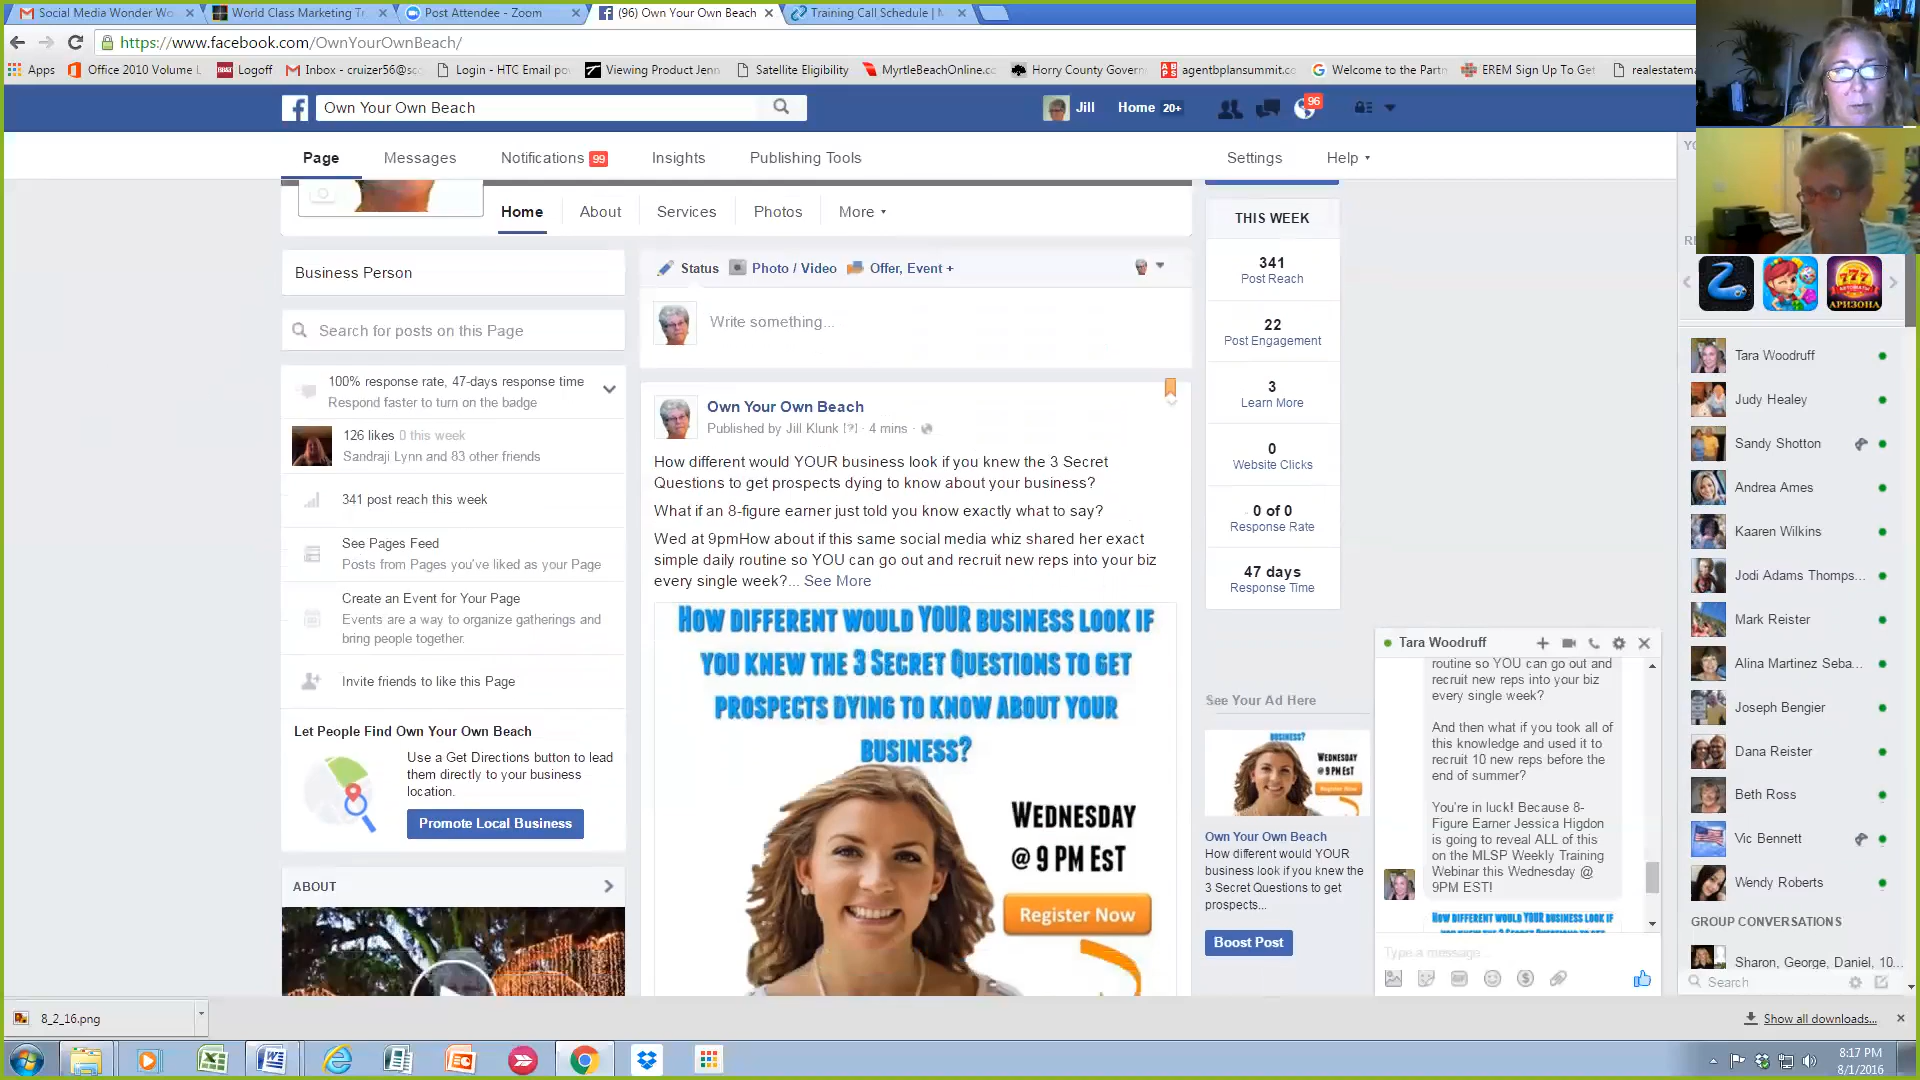 Social Media Wonder Wo
World Class Marketing Tr
Post Attendee - Zoom
(96) Own Your Own Beach
Training Call Schedule |
https://www.facebook.com/OwnYourOwnBeach/
Apps
Office 2010 Volume L
Logoff
Inbox - cruizer56@sc
Login - HTC Email po
Viewing Product Jenn
Satellite Eligibility
MyrtleBeachOnline.co
Horry County Govern
agentbplansummit.co
Welcome to the Partn
EREM Sign Up To Get
realestatema
Own Your Own Beach
Jill
Home 20+
96
Page
Messages
Notifications 99
Insights
Publishing Tools
Settings
Help
Home
About
Services
Photos
More
Business Person
Search for posts on this Page
100% response rate, 47-days response time
Respond faster to turn on the badge
126 likes 0 this week
Sandraji Lynn and 83 other friends
341 post reach this week
See Pages Feed
Posts from Pages you've liked as your Page
Create an Event for Your Page
Events are a way to organize gatherings and
bring people together.
Invite friends to like this Page
Let People Find Own Your Own Beach
Use a Get Directions button to lead
them directly to your business
location.
Promote Local Business
ABOUT
Status
Photo / Video
Offer, Event +
Write something...
Own Your Own Beach
Published by Jill Klunk [?] · 4 mins ·
How different would YOUR business look if you knew the 3 Secret
Questions to get prospects dying to know about your business?
What if an 8-figure earner just told you know exactly what to say?
Wed at 9pmHow about if this same social media whiz shared her exact
simple daily routine so YOU can go out and recruit new reps into your biz
every single week?... See More
How different would YOUR business look if
you knew the 3 Secret Questions to get
prospects dying to know about your
business?
Wednesday
@ 9 PM Est
Register Now
THIS WEEK
341
Post Reach
22
Post Engagement
3
Learn More
0
Website Clicks
0 of 0
Response Rate
47 days
Response Time
See Your Ad Here
business?
Wednesday
@ 9 PM Est
Register Now
Own Your Own Beach
How different would YOUR
business look if you knew the
3 Secret Questions to get
prospects...
Boost Post
Tara Woodruff
routine so YOU can go out and
recruit new reps into your biz
every single week?
And then what if you took all of
this knowledge and used it to
recruit 10 new reps before the
end of summer?
You're in luck! Because 8-
Figure Earner Jessica Higdon
is going to reveal ALL of this
on the MLSP Weekly Training
Webinar this Wednesday @
9PM EST!
How different would YOUR business look if
Type a message...
777
АРИЗОНА
Tara Woodruff
Judy Healey
Sandy Shotton
Andrea Ames
Kaaren Wilkins
Jodi Adams Thomps...
Mark Reister
Alina Martinez Seba...
Joseph Bengier
Dana Reister
Beth Ross
Vic Bennett
Wendy Roberts
GROUP CONVERSATIONS
Sharon, George, Daniel, 10...
Search
8_2_16.png
Show all downloads...
8:17 PM
8/1/2016